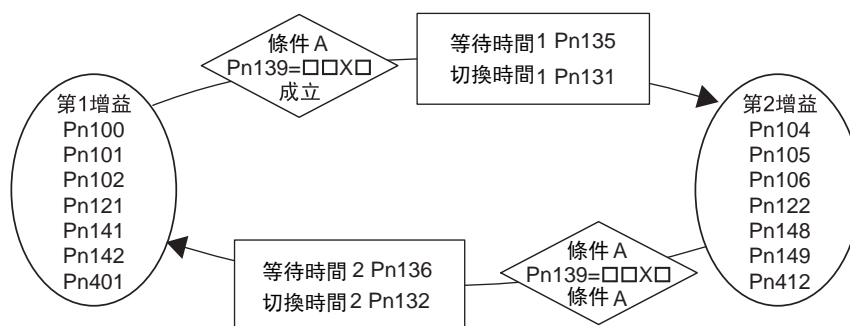 條件 A
Pn139=□□X□
成立
等待時間1 Pn135
切換時間1 Pn131
第1增益
Pn100
Pn101
Pn102
Pn121
Pn141
Pn142
Pn401
第2增益
Pn104
Pn105
Pn106
Pn122
Pn148
Pn149
Pn412
等待時間 2 Pn136
切換時間 2 Pn132
條件 A
Pn139=□□X□
條件 A